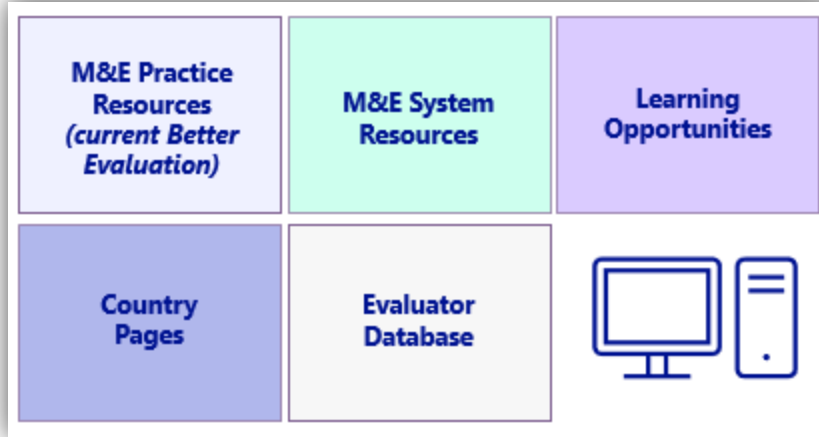 M&E Practice
Resources
(current Better
Evaluation)
M&E System
Resources
Learning
Opportunities
Country
Pages
Evaluator
Database